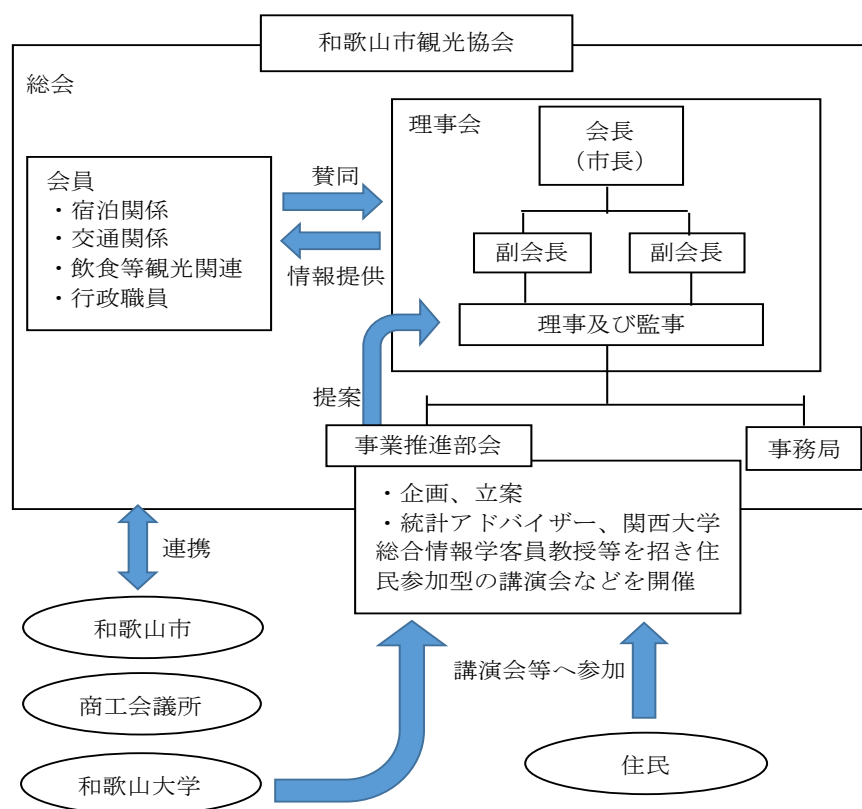 和歌山市観光協会
総会
理事会
会長
（市長）
会員
・宿泊関係
・交通関係
・飲食等観光関連
・行政職員
賛同
情報提供
副会長
副会長
理事及び監事
提案
事業推進部会
事務局
・企画、立案
・統計アドバイザー、関西大学
総合情報学客員教授等を招き住
民参加型の講演会などを開催
連携
和歌山市
商工会議所
和歌山大学
講演会等へ参加
住民